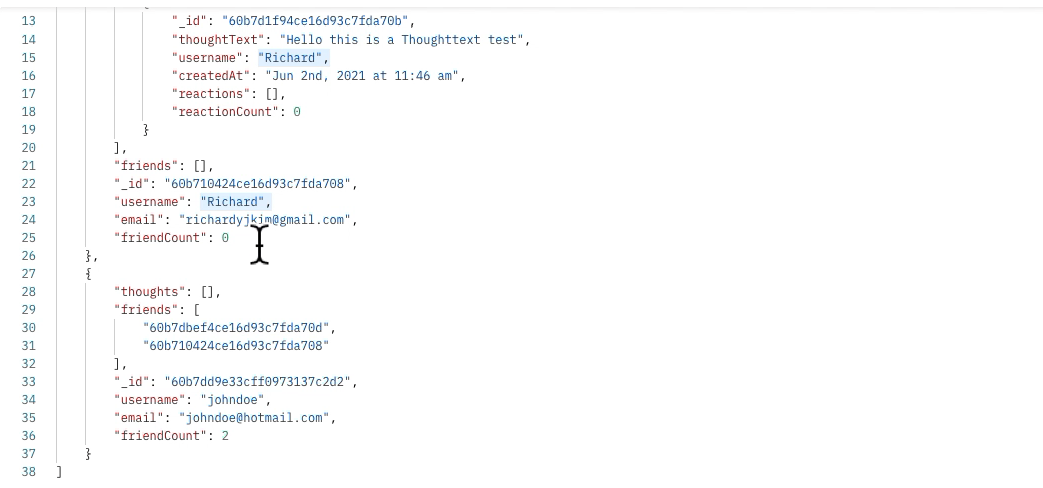 13 "_id": "60b7d1f94ce16d93c7fda70b",
14 "thoughtText": "Hello this is a Thoughttext test",
15 "username": "Richard",
16 "createdAt": "Jun 2nd, 2021 at 11:46 am",
17 "reactions": [],
18 "reactionCount": 0
19 }
20 ],
21 "friends": [],
22 "_id": "60b710424ce16d93c7fda708",
23 "username": "Richard",
24 "email": "richardyjkim@gmail.com",
25 "friendCount": 0
26 },
27 {
28 "thoughts": [],
29 "friends": [
30 "60b7dbef4ce16d93c7fda70d",
31 "60b710424ce16d93c7fda708"
32 ],
33 "_id": "60b7dd9e33cff0973137c2d2",
34 "username": "johndoe",
35 "email": "johndoe@hotmail.com",
36 "friendCount": 2
37 }
38 ]